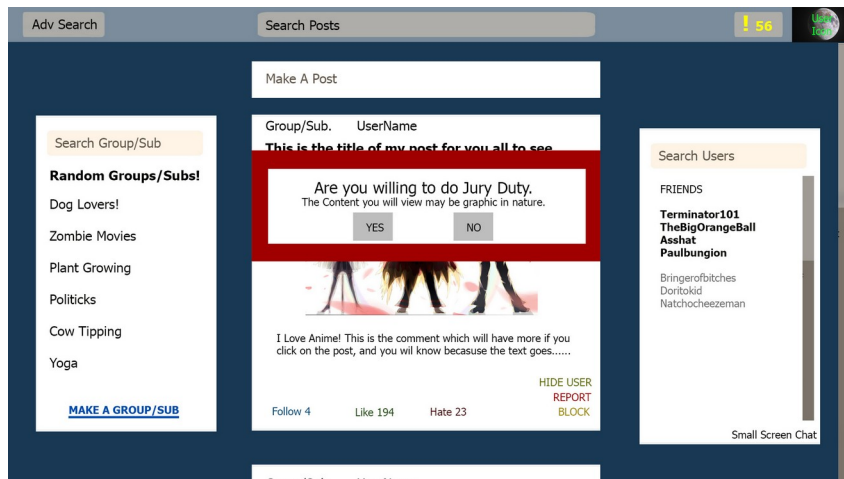 Adv Search
Search Posts
! 56
User
Icon
Make A Post
Search Group/Sub
Random Groups/Subs!
Dog Lovers!
Zombie Movies
Plant Growing
Politicks
Cow Tipping
Yoga
MAKE A GROUP/SUB
Group/Sub. UserName
This is the title of my post for you all to see
Are you willing to do Jury Duty.
The Content you will view may be graphic in nature.
YES NO
I Love Anime! This is the comment which will have more if you
click on the post, and you wil know becasuse the text goes......
HIDE USER
REPORT
Follow 4 Like 194 Hate 23 BLOCK
Search Users
FRIENDS
Terminator101
TheBigOrangeBall
Asshat
Paulbungion
Bringerofbitches
Doritokid
Natchocheezeman
Small Screen Chat